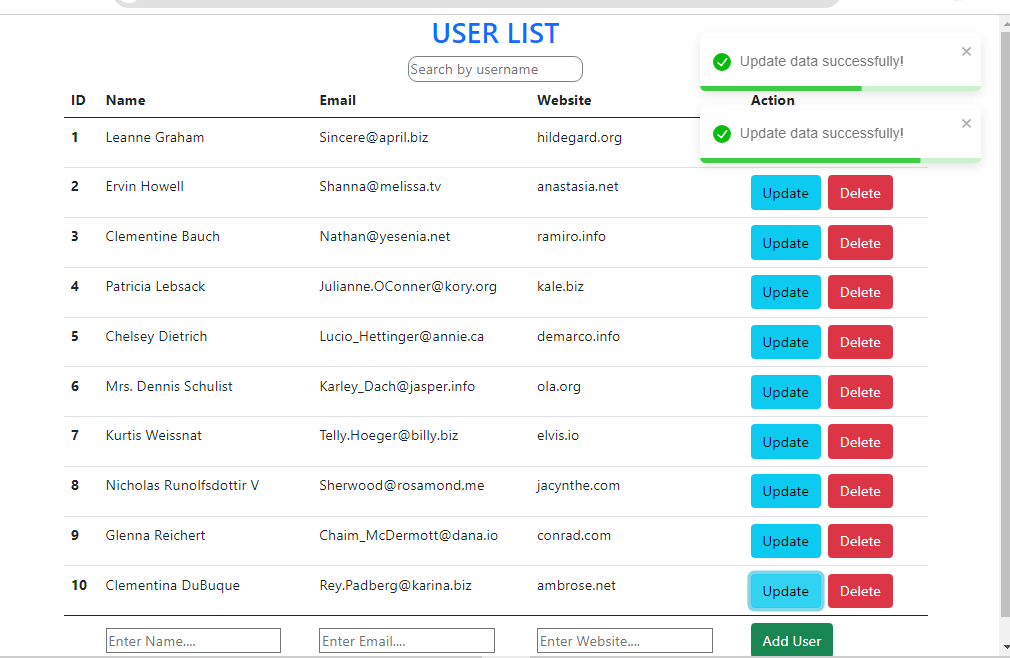 USER LIST
Search by username
Update data successfully!
ID Name Email Website Action
Update data successfully!
1 Leanne Graham Sincere@april.biz hildegard.org
2 Ervin Howell Shanna@melissa.tv anastasia.net Update Delete
3 Clementine Bauch Nathan@yesenia.net ramiro.info Update Delete
4 Patricia Lebsack Julianne.OConner@kory.org kale.biz Update Delete
5 Chelsey Dietrich Lucio_Hettinger@annie.ca demarco.info Update Delete
6 Mrs. Dennis Schulist Karley_Dach@jasper.info ola.org Update Delete
7 Kurtis Weissnat Telly.Hoeger@billy.biz elvis.io Update Delete
8 Nicholas Runolfsdottir V Sherwood@rosamond.me jacynthe.com Update Delete
9 Glenna Reichert Chaim_McDermott@dana.io conrad.com Update Delete
10 Clementina DuBuque Rey.Padberg@karina.biz ambrose.net Update Delete
Enter Name.... Enter Email.... Enter Website.... Add User